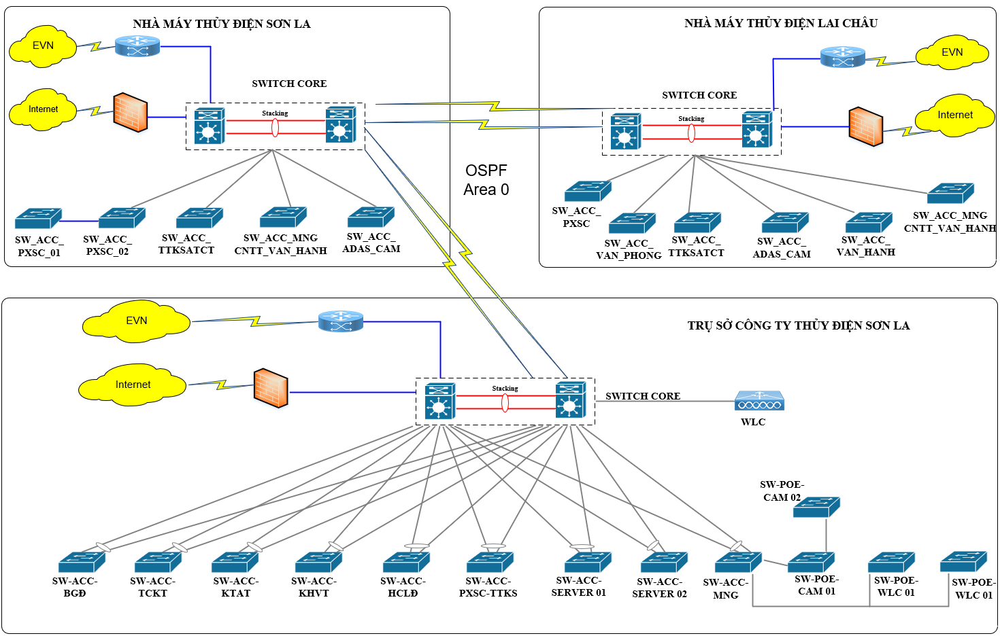 NHÀ MÁY THỦY ĐIỆN SƠN LA
EVN
Internet
SWITCH CORE
Stacking
SW_ACC_
PXSC_01
SW_ACC_
PXSC_02
SW_ACC_
TTKSATCT
SW_ACC_MNG
CNTT_VAN_HANH
SW_ACC_
ADAS_CAM
OSPF
Area 0
NHÀ MÁY THỦY ĐIỆN LAI CHÂU
EVN
Internet
SWITCH CORE
Stacking
SW_ACC_
PXSC
SW_ACC_
VAN_PHONG
SW_ACC_
TTKSATCT
SW_ACC_
ADAS_CAM
SW_ACC_
VAN_HANH
SW_ACC_MNG
CNTT_VAN_HANH
TRỤ SỞ CÔNG TY THỦY ĐIỆN SƠN LA
EVN
Internet
Stacking
SWITCH CORE
WLC
SW-POE-
CAM 02
SW-ACC-
BGĐ
SW-ACC-
TCKT
SW-ACC-
KTAT
SW-ACC-
KHVT
SW-ACC-
HCLĐ
SW-ACC-
PXSC-TTKS
SW-ACC-
SERVER 01
SW-ACC-
SERVER 02
SW-ACC-
MNG
SW-POE-
CAM 01
SW-POE-
WLC 01
SW-POE-
WLC 01